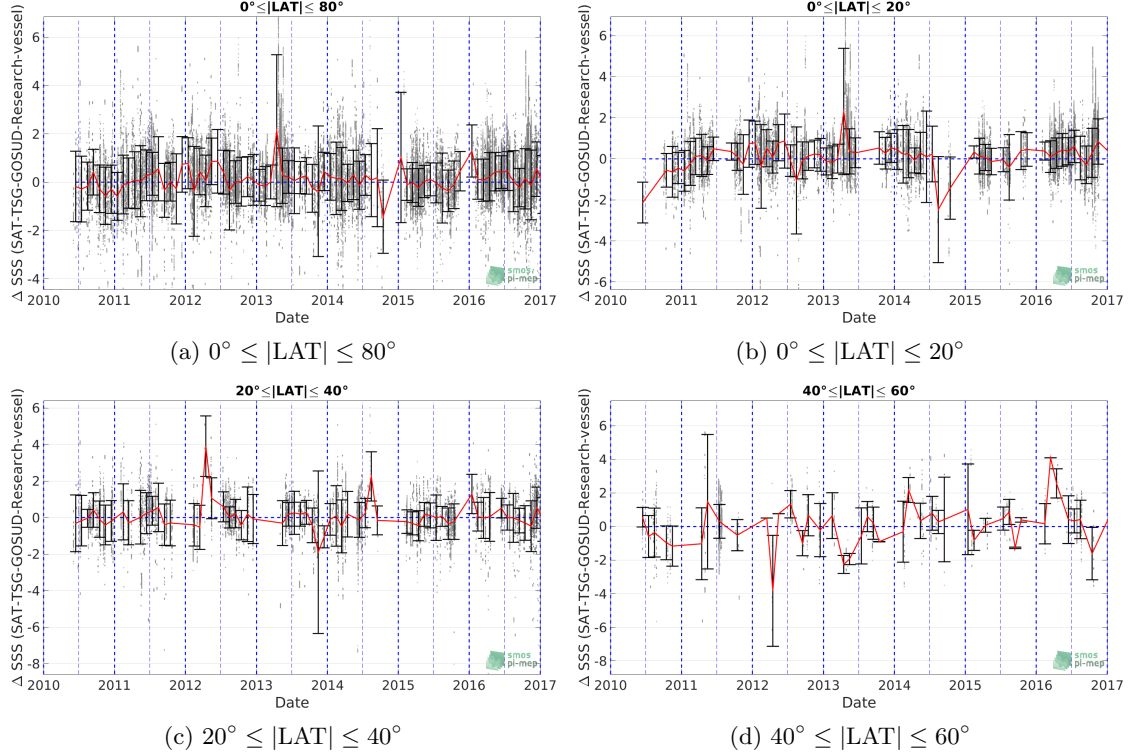 0°≤|LAT|≤ 80°
Δ SSS (SAT-TSG-GOSUD-Research-vessel)
6
4
2
0
-2
-4
2010 2011 2012 2013 2014 2015 2016 2017
Date
smos
pi-mep
(a) 0° ≤ |LAT| ≤ 80°
0°≤|LAT|≤ 20°
Δ SSS (SAT-TSG-GOSUD-Research-vessel)
6
4
2
0
-2
-4
-6
2010 2011 2012 2013 2014 2015 2016 2017
Date
smos
pi-mep
(b) 0° ≤ |LAT| ≤ 20°
20°≤|LAT|≤ 40°
Δ SSS (SAT-TSG-GOSUD-Research-vessel)
6
4
2
0
-2
-4
-6
-8
2010 2011 2012 2013 2014 2015 2016 2017
Date
smos
pi-mep
(c) 20° ≤ |LAT| ≤ 40°
40°≤|LAT|≤ 60°
Δ SSS (SAT-TSG-GOSUD-Research-vessel)
6
4
2
0
-2
-4
-6
-8
2010 2011 2012 2013 2014 2015 2016 2017
Date
smos
pi-mep
(d) 40° ≤ |LAT| ≤ 60°